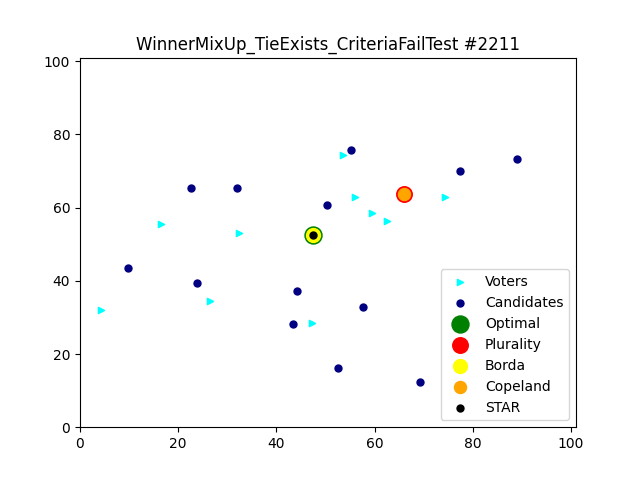 WinnerMixUp_TieExists_CriteriaFailTest #2211
100
80
60
40
20
0
0
20
40
60
80
100
Voters
Candidates
Optimal
Plurality
Borda
Copeland
STAR